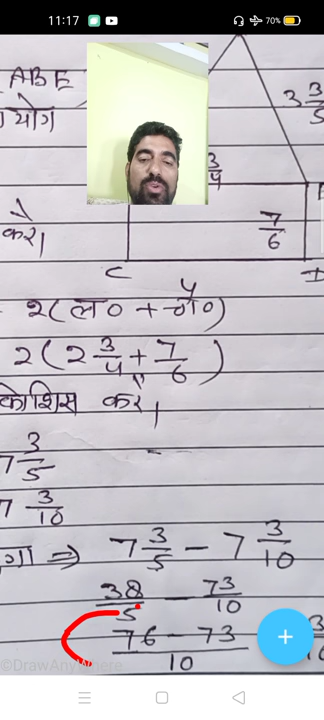 11:17
70%
ABE
3 3/5
योग
3/4
कर।
7/6
C
2(ल० + चौ०)
2(2 3/4 + 7/6)
कोशिस कर।
7 3/5
7 3/10
⇒ 7 3/5 - 7 3/10
38/5 - 73/10
76 - 73/10
©DrawAnyWhere